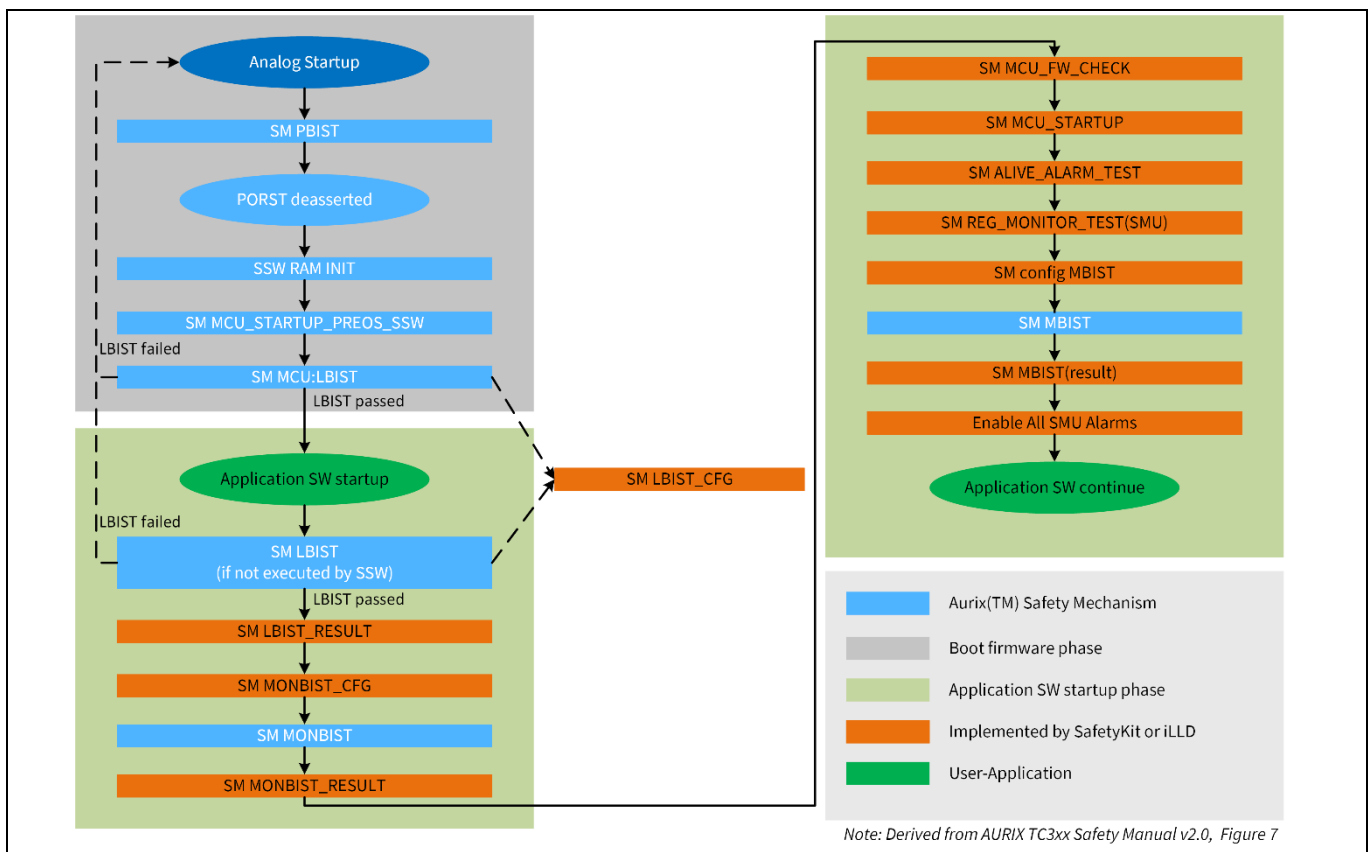 Analog Startup
SM PBIST
PORST deasserted
SSW RAM INIT
SM MCU_STARTUP_PREOS_SSW
LBIST failed
SM MCU:LBIST
LBIST passed
Application SW startup
LBIST failed
SM LBIST
(if not executed by SSW)
LBIST passed
SM LBIST_RESULT
SM MONBIST_CFG
SM MONBIST
SM MONBIST_RESULT
SM LBIST_CFG
SM MCU_FW_CHECK
SM MCU_STARTUP
SM ALIVE_ALARM_TEST
SM REG_MONITOR_TEST(SMU)
SM config MBIST
SM MBIST
SM MBIST(result)
Enable All SMU Alarms
Application SW continue
Aurix(TM) Safety Mechanism
Boot firmware phase
Application SW startup phase
Implemented by SafetyKit or iLLD
User-Application
Note: Derived from AURIX TC3xx Safety Manual v2.0, Figure 7